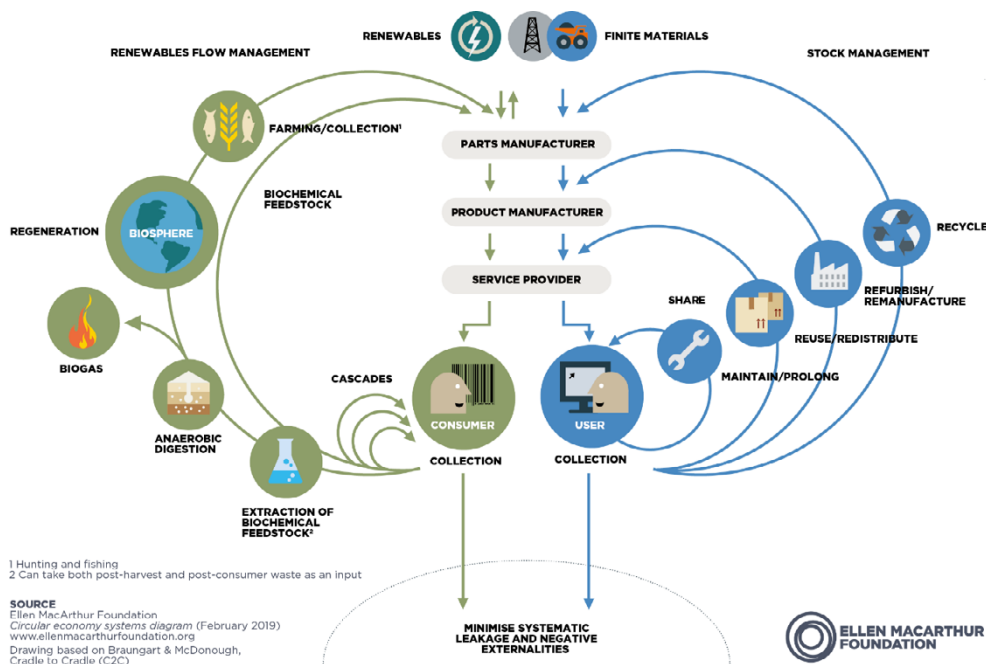 RENEWABLES
FINITE MATERIALS
RENEWABLES FLOW MANAGEMENT
STOCK MANAGEMENT
FARMING/COLLECTION¹
PARTS MANUFACTURER
BIOCHEMICAL
FEEDSTOCK
PRODUCT MANUFACTURER
REGENERATION
BIOSPHERE
RECYCLE
SERVICE PROVIDER
REFURBISH/
REMANUFACTURE
SHARE
REUSE/REDISTRIBUTE
BIOGAS
CASCADES
MAINTAIN/PROLONG
CONSUMER
USER
ANAEROBIC
DIGESTION
COLLECTION
COLLECTION
EXTRACTION OF
BIOCHEMICAL
FEEDSTOCK²
1 Hunting and fishing
2 Can take both post-harvest and post-consumer waste as an input
SOURCE
Ellen MacArthur Foundation
Circular economy systems diagram (February 2019)
www.ellenmacarthurfoundation.org
Drawing based on Braungart & McDonough,
Cradle to Cradle (C2C)
MINIMISE SYSTEMATIC
LEAKAGE AND NEGATIVE
EXTERNALITIES
ELLEN MACARTHUR
FOUNDATION